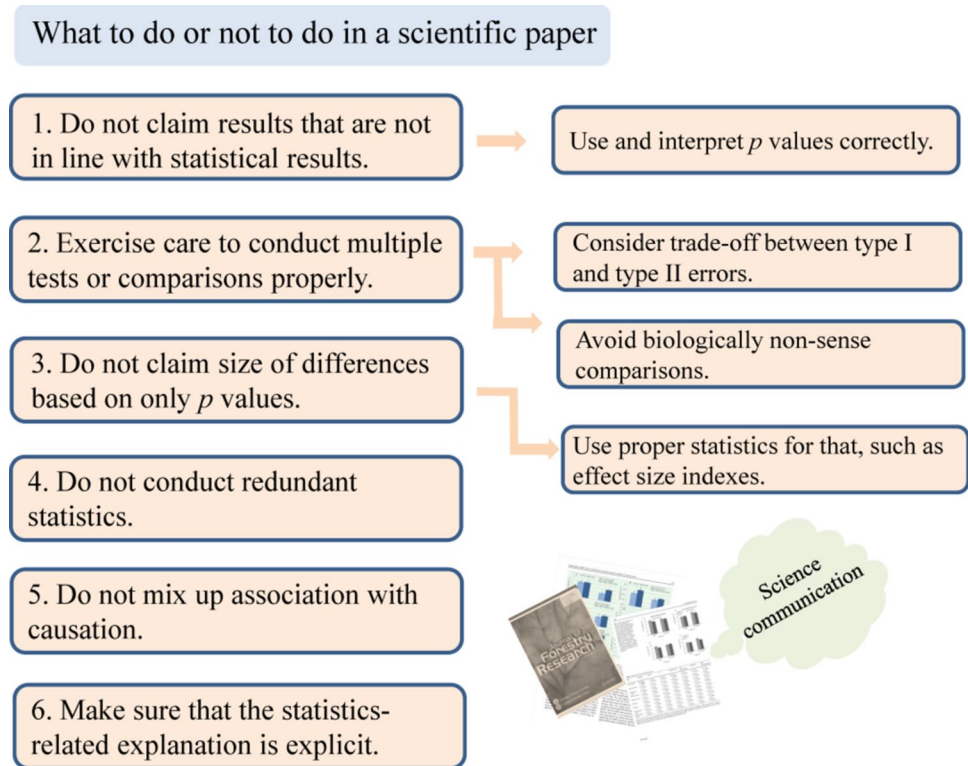 What to do or not to do in a scientific paper
1. Do not claim results that are not
in line with statistical results.
Use and interpret p values correctly.
2. Exercise care to conduct multiple
tests or comparisons properly.
Consider trade-off between type I
and type II errors.
Avoid biologically non-sense
comparisons.
3. Do not claim size of differences
based on only p values.
Use proper statistics for that, such as
effect size indexes.
4. Do not conduct redundant
statistics.
5. Do not mix up association with
causation.
6. Make sure that the statistics-
related explanation is explicit.
Science
communication
Forestry
Research